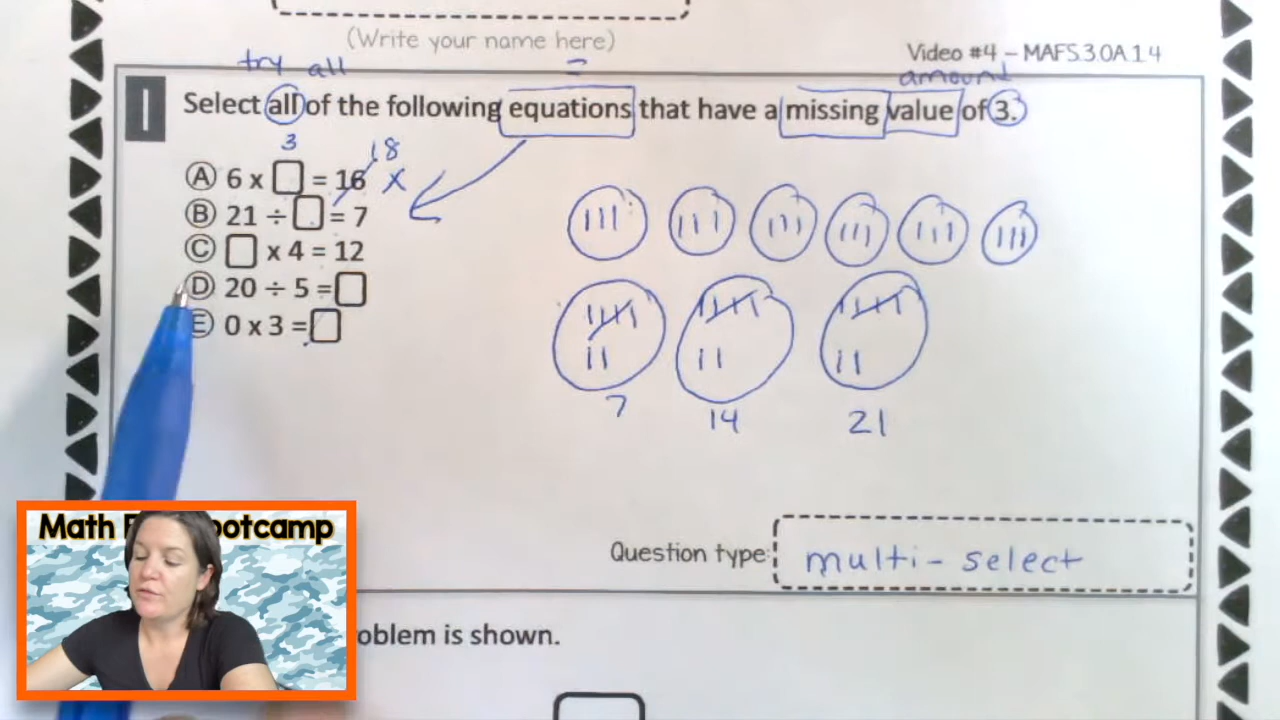 (Write your name here)
Video #4 – MAFS.3.OA.1.4
try all
=
amount
1 Select all of the following equations that have a missing value of 3.
3
18
A 6 x □ = 16 x
B 21 ÷ □ = 7
C □ x 4 = 12
D 20 ÷ 5 = □
E 0 x 3 = □
7 14 21
Math ootcamp
Question type: multi-select
oblem is shown.